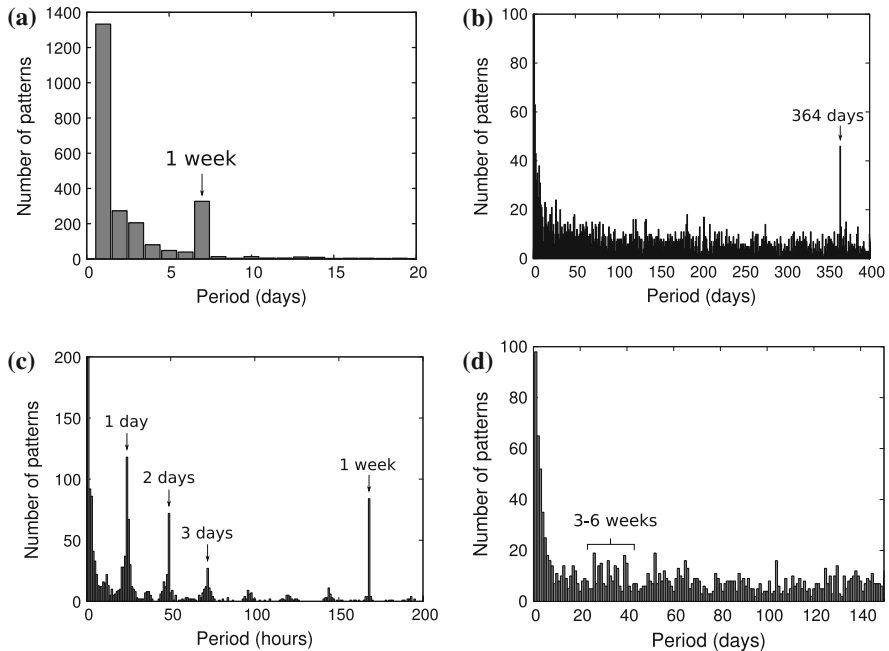 (a)
1400
1200
1000
800
600
400
200
0
Number of patterns
1 week
0 5 10 15 20
Period (days)
(b)
100
80
60
40
20
0
Number of patterns
364 days
0 50 100 150 200 250 300 350 400
Period (days)
(c)
200
150
100
50
0
Number of patterns
1 day
2 days
3 days
1 week
0 50 100 150 200
Period (hours)
(d)
100
80
60
40
20
0
Number of patterns
3-6 weeks
0 20 40 60 80 100 120 140
Period (days)